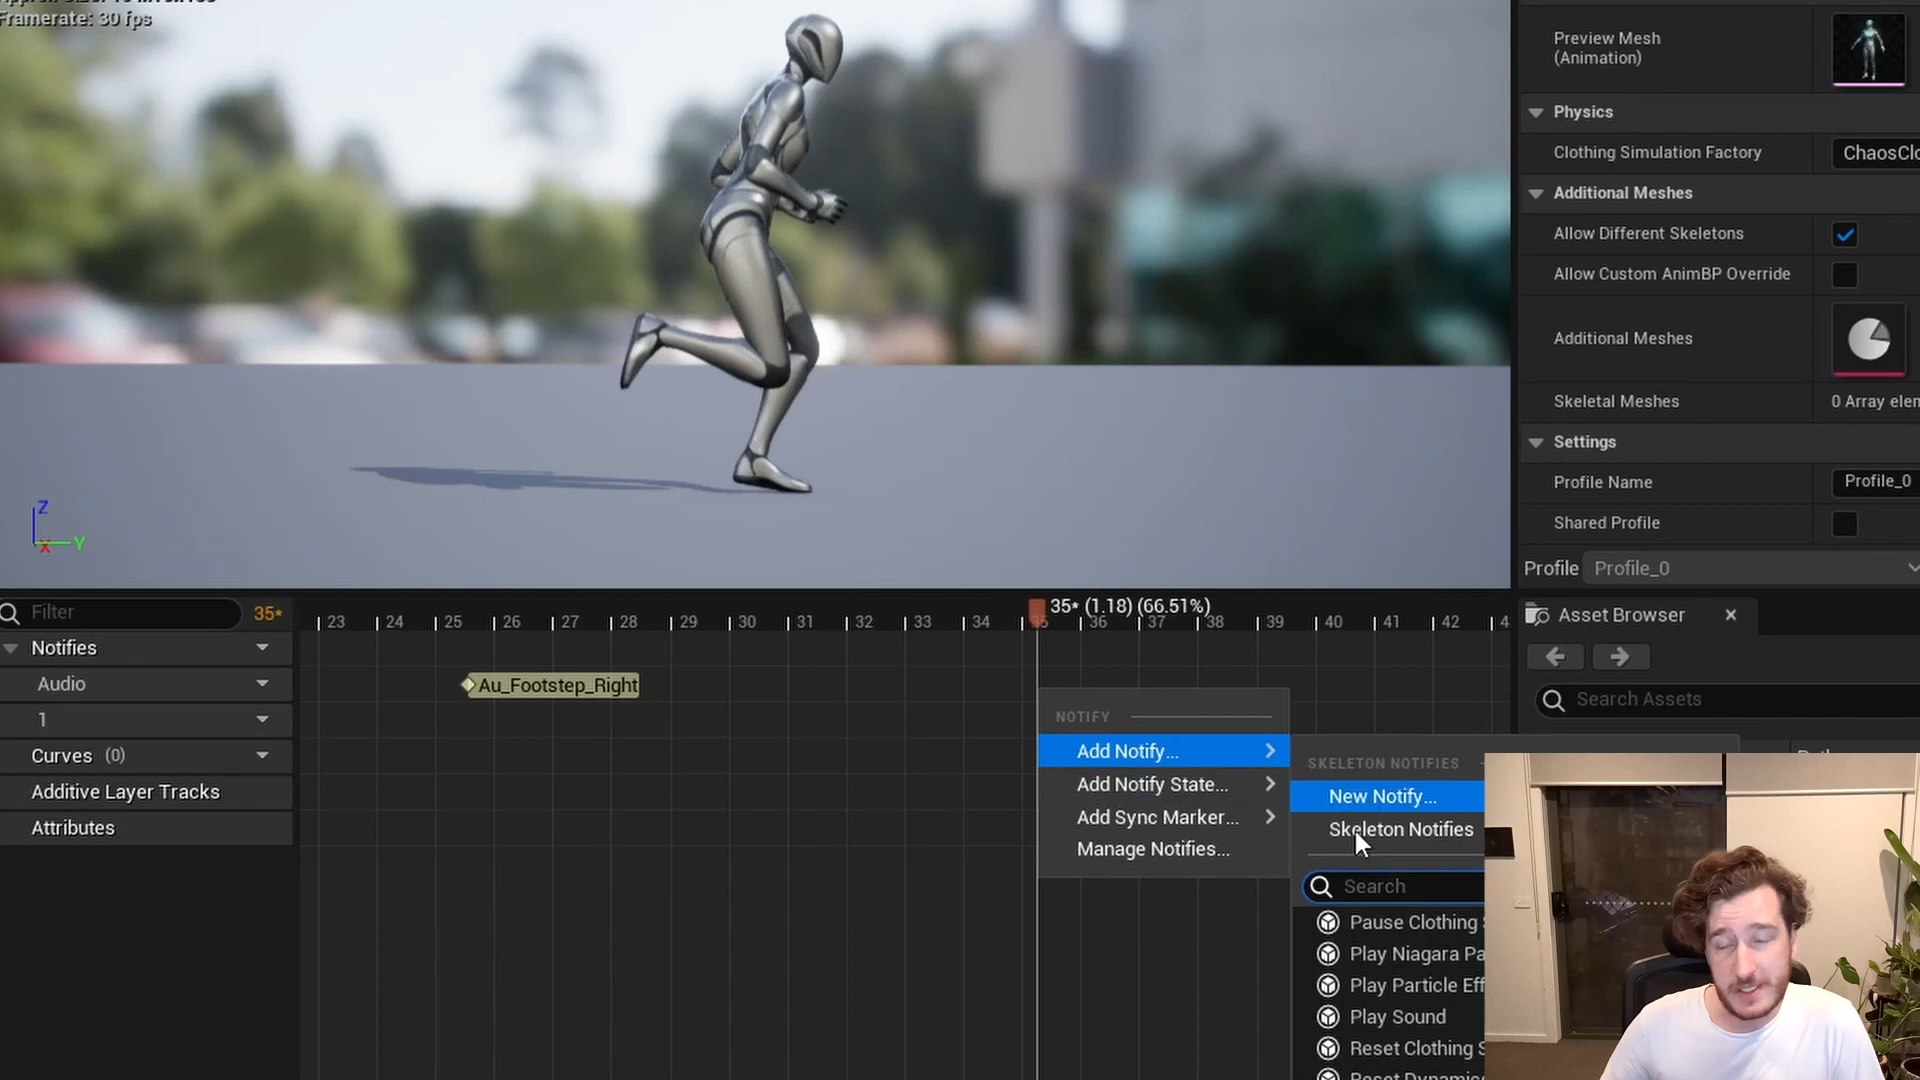 Framerate: 30 fps
Preview Mesh
(Animation)
Physics
Clothing Simulation Factory
ChaosClo
Additional Meshes
Allow Different Skeletons
Allow Custom AnimBP Override
Additional Meshes
Skeletal Meshes
0 Array elem
Settings
Profile Name
Profile_0
Shared Profile
Profile
Profile_0
Z
X
Y
Filter
35*
35* (1.18) (66.51%)
23 24 25 26 27 28 29 30 31 32 33 34 35 36 37 38 39 40 41 42 4
Notifies
Audio
1
Curves (0)
Additive Layer Tracks
Attributes
Au_Footstep_Right
NOTIFY
Add Notify...
Add Notify State...
Add Sync Marker...
Manage Notifies...
SKELETON NOTIFIES
New Notify...
Skeleton Notifies
Search
Pause Clothing S
Play Niagara Pa
Play Particle Eff
Play Sound
Reset Clothing S
Reset Dynamic
Asset Browser
Search Assets